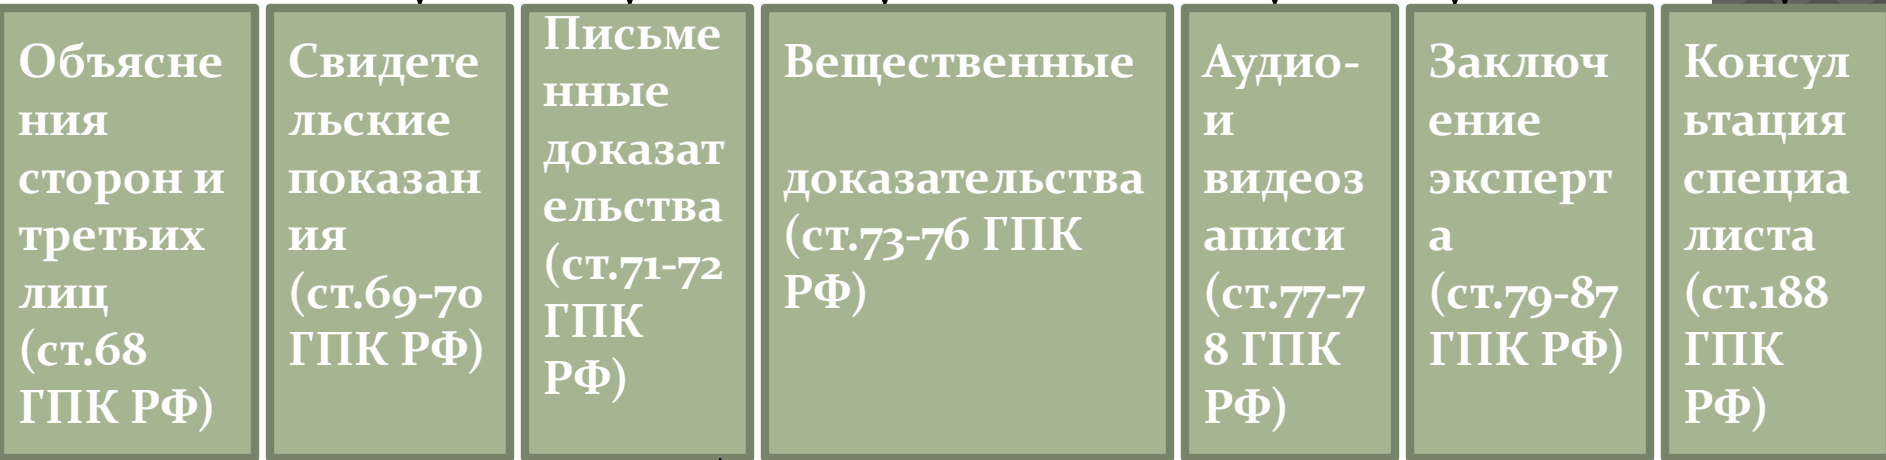 Объясне
ния
сторон и
третьих
лиц
(ст.68
ГПК РФ)
Свидете
льские
показан
ия
(ст.69-70
ГПК РФ)
Письме
нные
доказат
ельства
(ст.71-72
ГПК
РФ)
Вещественные
доказательства
(ст.73-76 ГПК
РФ)
Аудио-
и
видеоз
аписи
(ст.77-7
8 ГПК
РФ)
Заключ
ение
эксперт
а
(ст.79-87
ГПК РФ)
Консул
ьтация
специа
листа
(ст.188
ГПК
РФ)